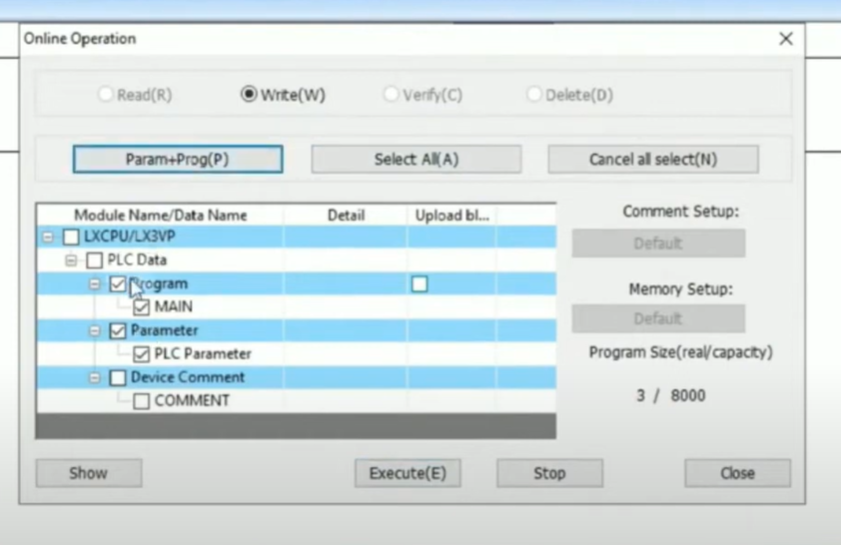 Online Operation
Read(R) Write(W) Verify(C) Delete(D)
Param+Prog(P) Select All(A) Cancel all select(N)
Module Name/Data Name Detail Upload bl...
LXCPU/LX3VP
PLC Data
Program
MAIN
Parameter
PLC Parameter
Device Comment
COMMENT
Comment Setup:
Default
Memory Setup:
Default
Program Size(real/capacity)
3 / 8000
Show Execute(E) Stop Close